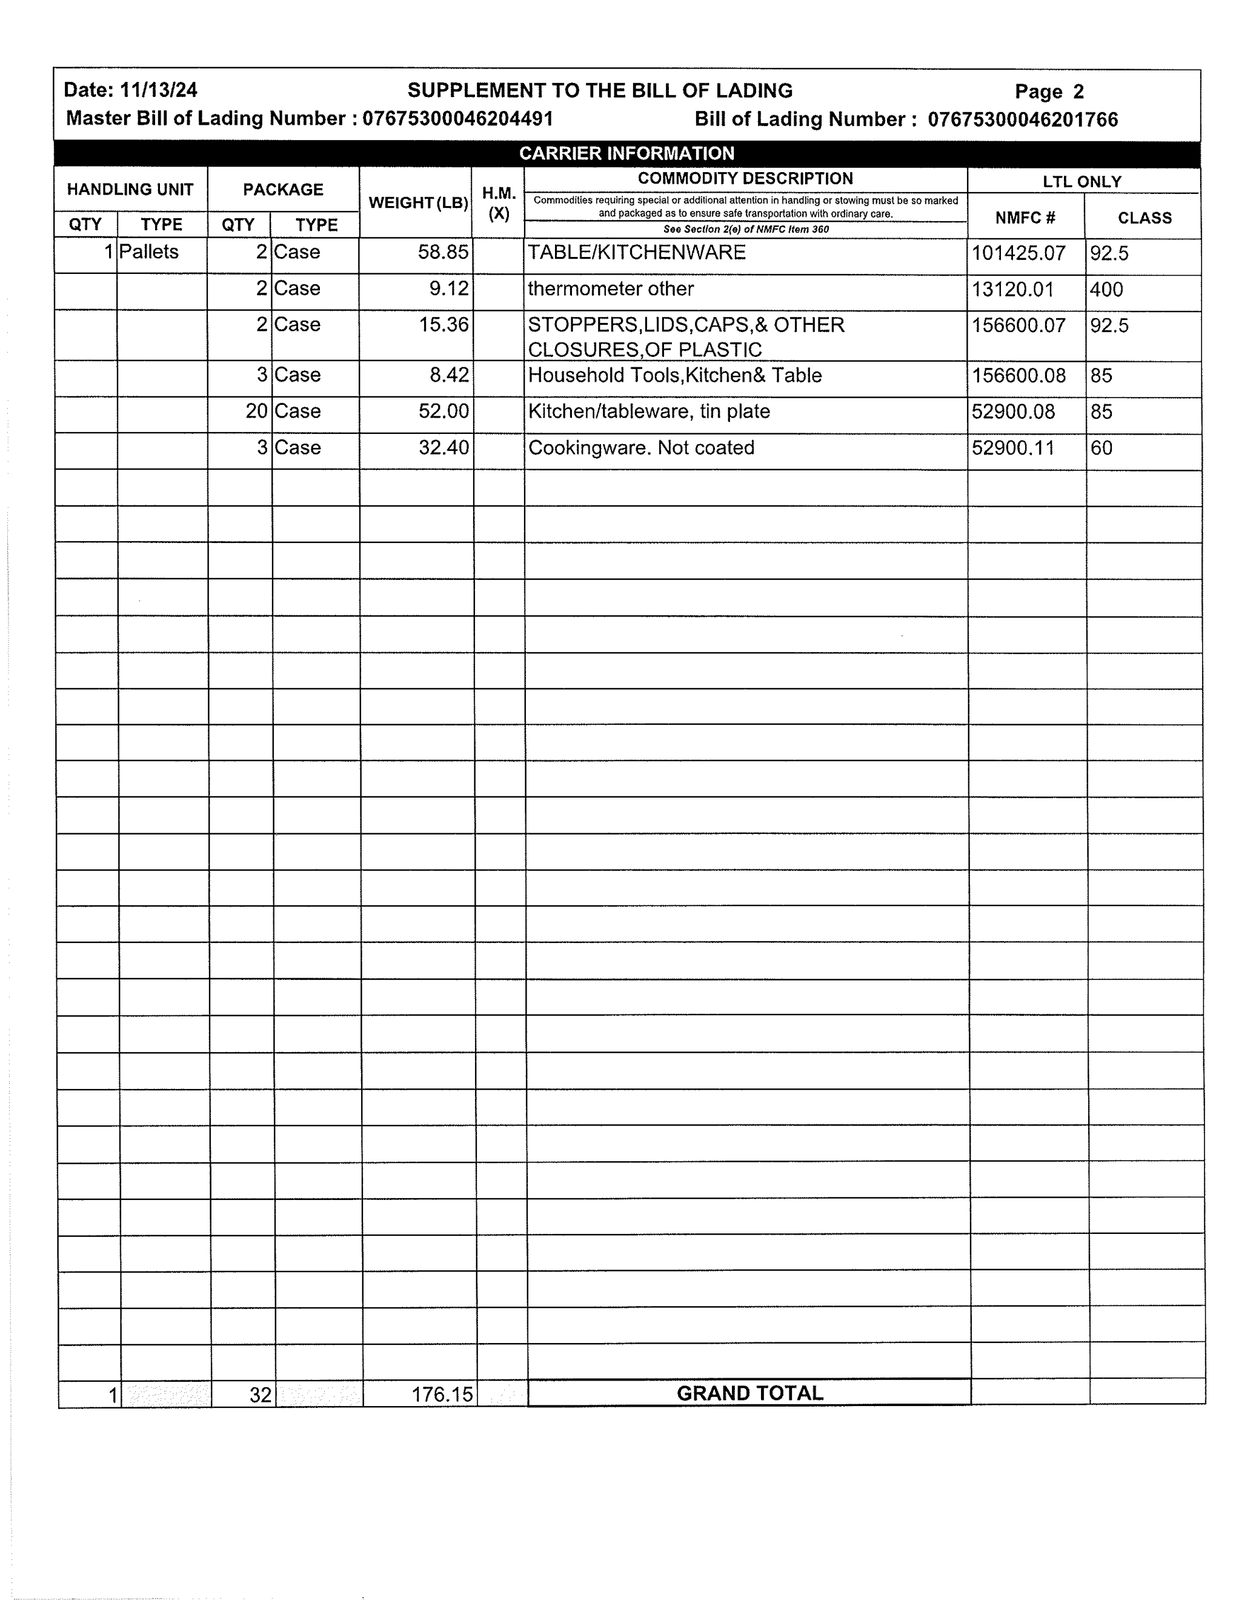 Date: 11/13/24 SUPPLEMENT TO THE BILL OF LADING Page 2
Master Bill of Lading Number : 07675300046204491 Bill of Lading Number : 07675300046201766
CARRIER INFORMATION
HANDLING UNIT PACKAGE WEIGHT (LB) H.M. (X) COMMODITY DESCRIPTION LTL ONLY
Commodities requiring special or additional attention in handling or stowing must be so marked
and packaged as to ensure safe transportation with ordinary care.
See Section 2(e) of NMFC Item 360
QTY TYPE QTY TYPE NMFC # CLASS
1 Pallets 2 Case 58.85 TABLE/KITCHENWARE 101425.07 92.5
2 Case 9.12 thermometer other 13120.01 400
2 Case 15.36 STOPPERS,LIDS,CAPS,& OTHER 156600.07 92.5
CLOSURES,OF PLASTIC
3 Case 8.42 Household Tools,Kitchen& Table 156600.08 85
20 Case 52.00 Kitchen/tableware, tin plate 52900.08 85
3 Case 32.40 Cookingware. Not coated 52900.11 60
1 32 176.15 GRAND TOTAL